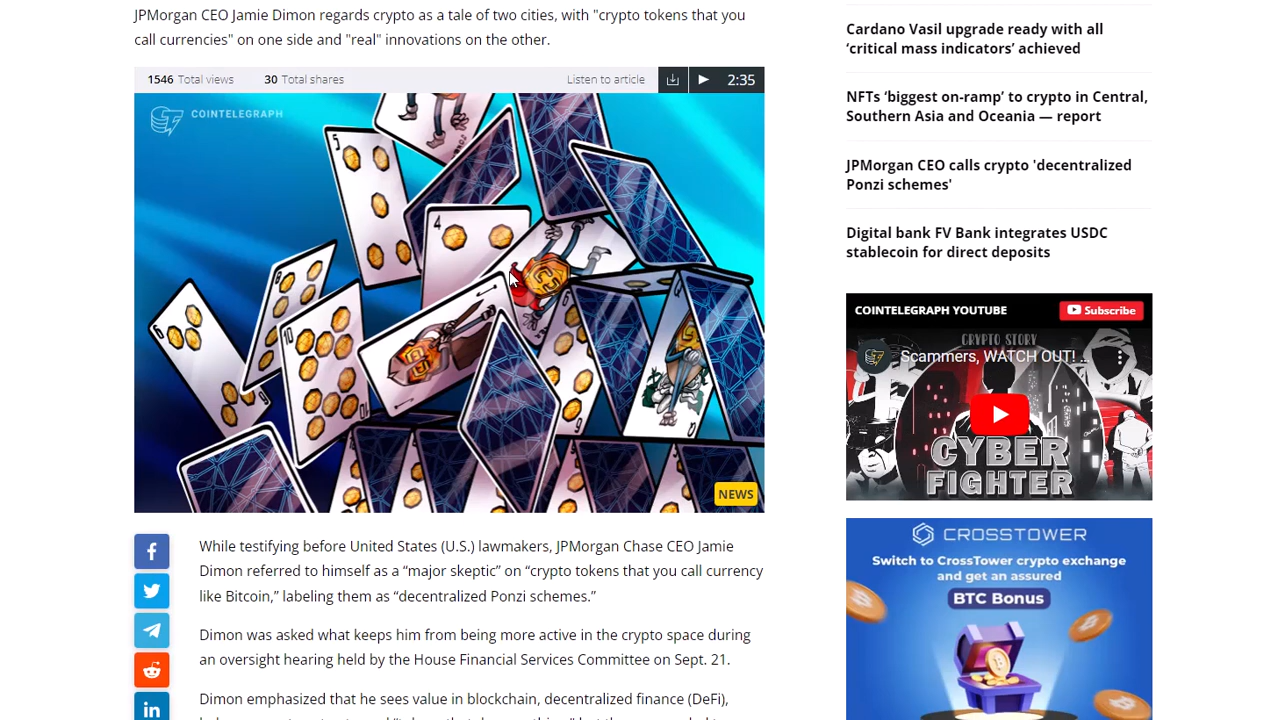 JPMorgan CEO Jamie Dimon regards crypto as a tale of two cities, with "crypto tokens that you
call currencies" on one side and "real" innovations on the other.
1546 Total views 30 Total shares Listen to article 2:35
COINTELEGRAPH
5
4
6
10
10
NEWS
While testifying before United States (U.S.) lawmakers, JPMorgan Chase CEO Jamie
Dimon referred to himself as a “major skeptic” on “crypto tokens that you call currency
like Bitcoin,” labeling them as “decentralized Ponzi schemes.”
Dimon was asked what keeps him from being more active in the crypto space during
an oversight hearing held by the House Financial Services Committee on Sept. 21.
Dimon emphasized that he sees value in blockchain, decentralized finance (DeFi),
Cardano Vasil upgrade ready with all
‘critical mass indicators’ achieved
NFTs ‘biggest on-ramp’ to crypto in Central,
Southern Asia and Oceania — report
JPMorgan CEO calls crypto 'decentralized
Ponzi schemes'
Digital bank FV Bank integrates USDC
stablecoin for direct deposits
COINTELEGRAPH YOUTUBE Subscribe
CRYPTO STORY
Scammers, WATCH OUT! ...
CYBER
FIGHTER
CROSSTOWER
Switch to CrossTower crypto exchange
and get an assured
BTC Bonus